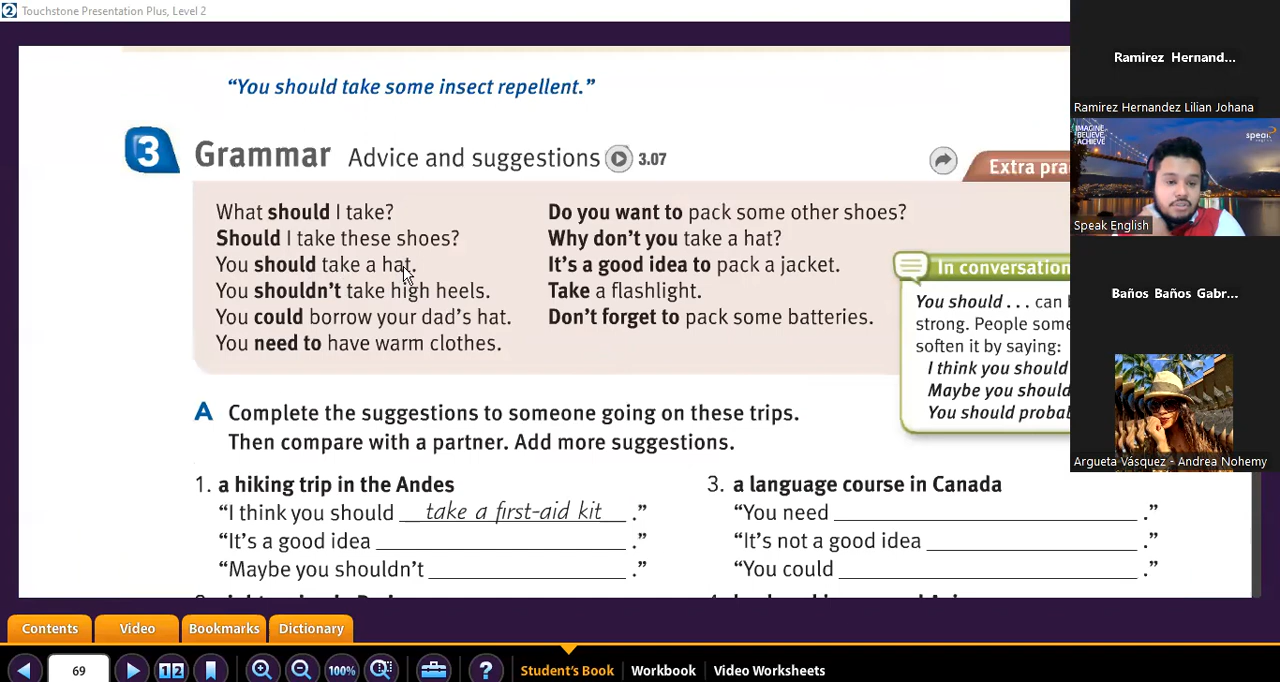 Touchstone Presentation Plus, Level 2
“You should take some insect repellent.”
3 Grammar Advice and suggestions 3.07
Extra pra
What should I take?
Should I take these shoes?
You should take a hat.
You shouldn't take high heels.
You could borrow your dad's hat.
You need to have warm clothes.
Do you want to pack some other shoes?
Why don't you take a hat?
It's a good idea to pack a jacket.
Take a flashlight.
Don't forget to pack some batteries.
In conversation
You should . . . can
strong. People some
soften it by saying:
I think you should
Maybe you should
You should proba
A Complete the suggestions to someone going on these trips.
Then compare with a partner. Add more suggestions.
1. a hiking trip in the Andes
“I think you should take a first-aid kit .”
“It's a good idea ______ .”
“Maybe you shouldn't ______ .”
3. a language course in Canada
“You need ______ .”
“It's not a good idea ______ .”
“You could ______ .”
Ramirez Hernand...
Ramirez Hernandez Lilian Johana
IMAGINE
BELIEVE
ACHIEVE
speak
Speak English
Baños Baños Gabr...
Argueta Vásquez - Andrea Nohemy
Contents Video Bookmarks Dictionary
69 12 100% ? Student's Book Workbook Video Worksheets